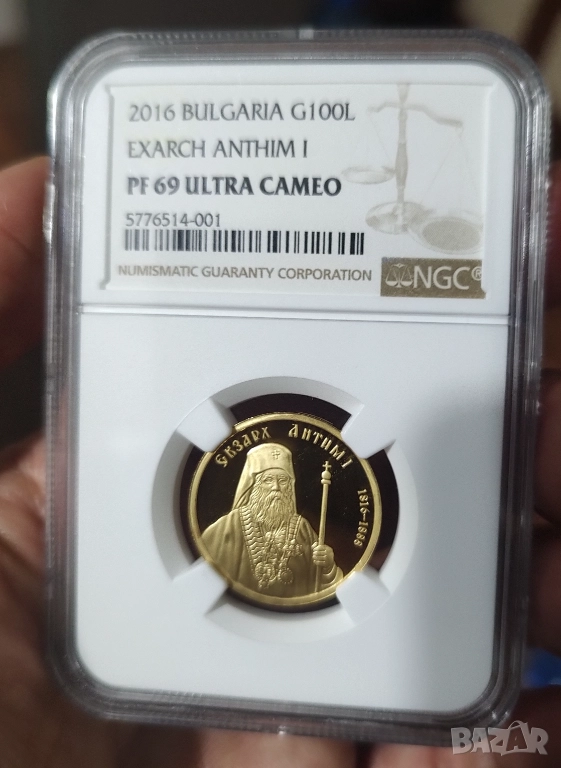 2016 BULGARIA G100L
EXARCH ANTHIM I
PF 69 ULTRA CAMEO
5776514-001
NUMISMATIC GUARANTY CORPORATION
NGC®
Екзарх Антим I
1816-1888
BAZAR